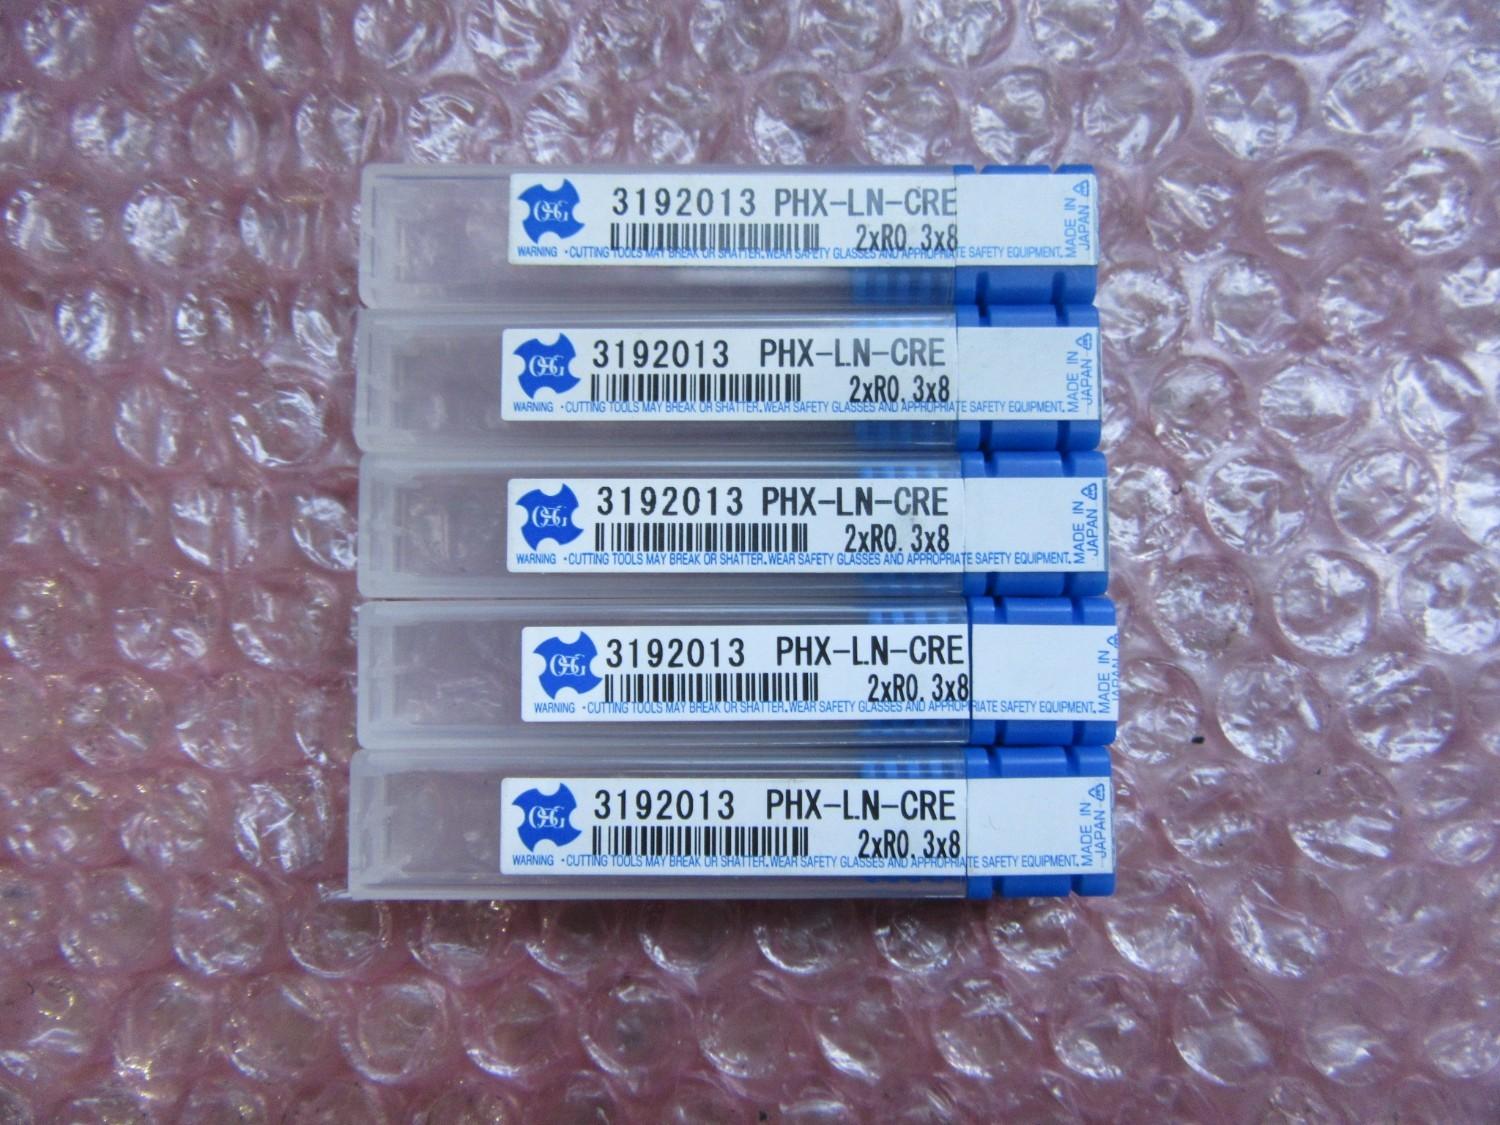 OSG 3192013 PHX-LN-CRE
2xR0.3x8
WARNING ・CUTTING TOOLS MAY BREAK OR SHATTER. WEAR SAFETY GLASSES AND APPROPRIATE SAFETY EQUIPMENT.
MADE IN
JAPAN
OSG 3192013 PHX-LN-CRE
2xR0.3x8
WARNING ・CUTTING TOOLS MAY BREAK OR SHATTER. WEAR SAFETY GLASSES AND APPROPRIATE SAFETY EQUIPMENT.
MADE IN
JAPAN
OSG 3192013 PHX-LN-CRE
2xR0.3x8
WARNING ・CUTTING TOOLS MAY BREAK OR SHATTER. WEAR SAFETY GLASSES AND APPROPRIATE SAFETY EQUIPMENT.
MADE IN
JAPAN
OSG 3192013 PHX-LN-CRE
2xR0.3x8
WARNING ・CUTTING TOOLS MAY BREAK OR SHATTER. WEAR SAFETY GLASSES AND APPROPRIATE SAFETY EQUIPMENT.
MADE IN
JAPAN
OSG 3192013 PHX-LN-CRE
2xR0.3x8
WARNING ・CUTTING TOOLS MAY BREAK OR SHATTER. WEAR SAFETY GLASSES AND APPROPRIATE SAFETY EQUIPMENT.
MADE IN
JAPAN